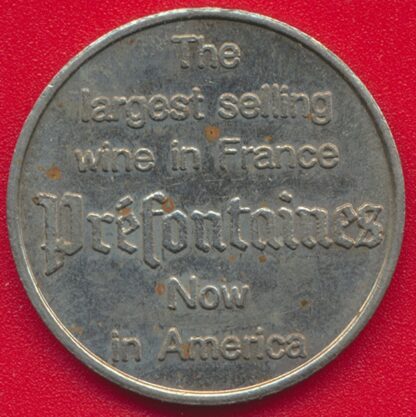 The
largest selling
wine in France
Préfontaines
Now
in America